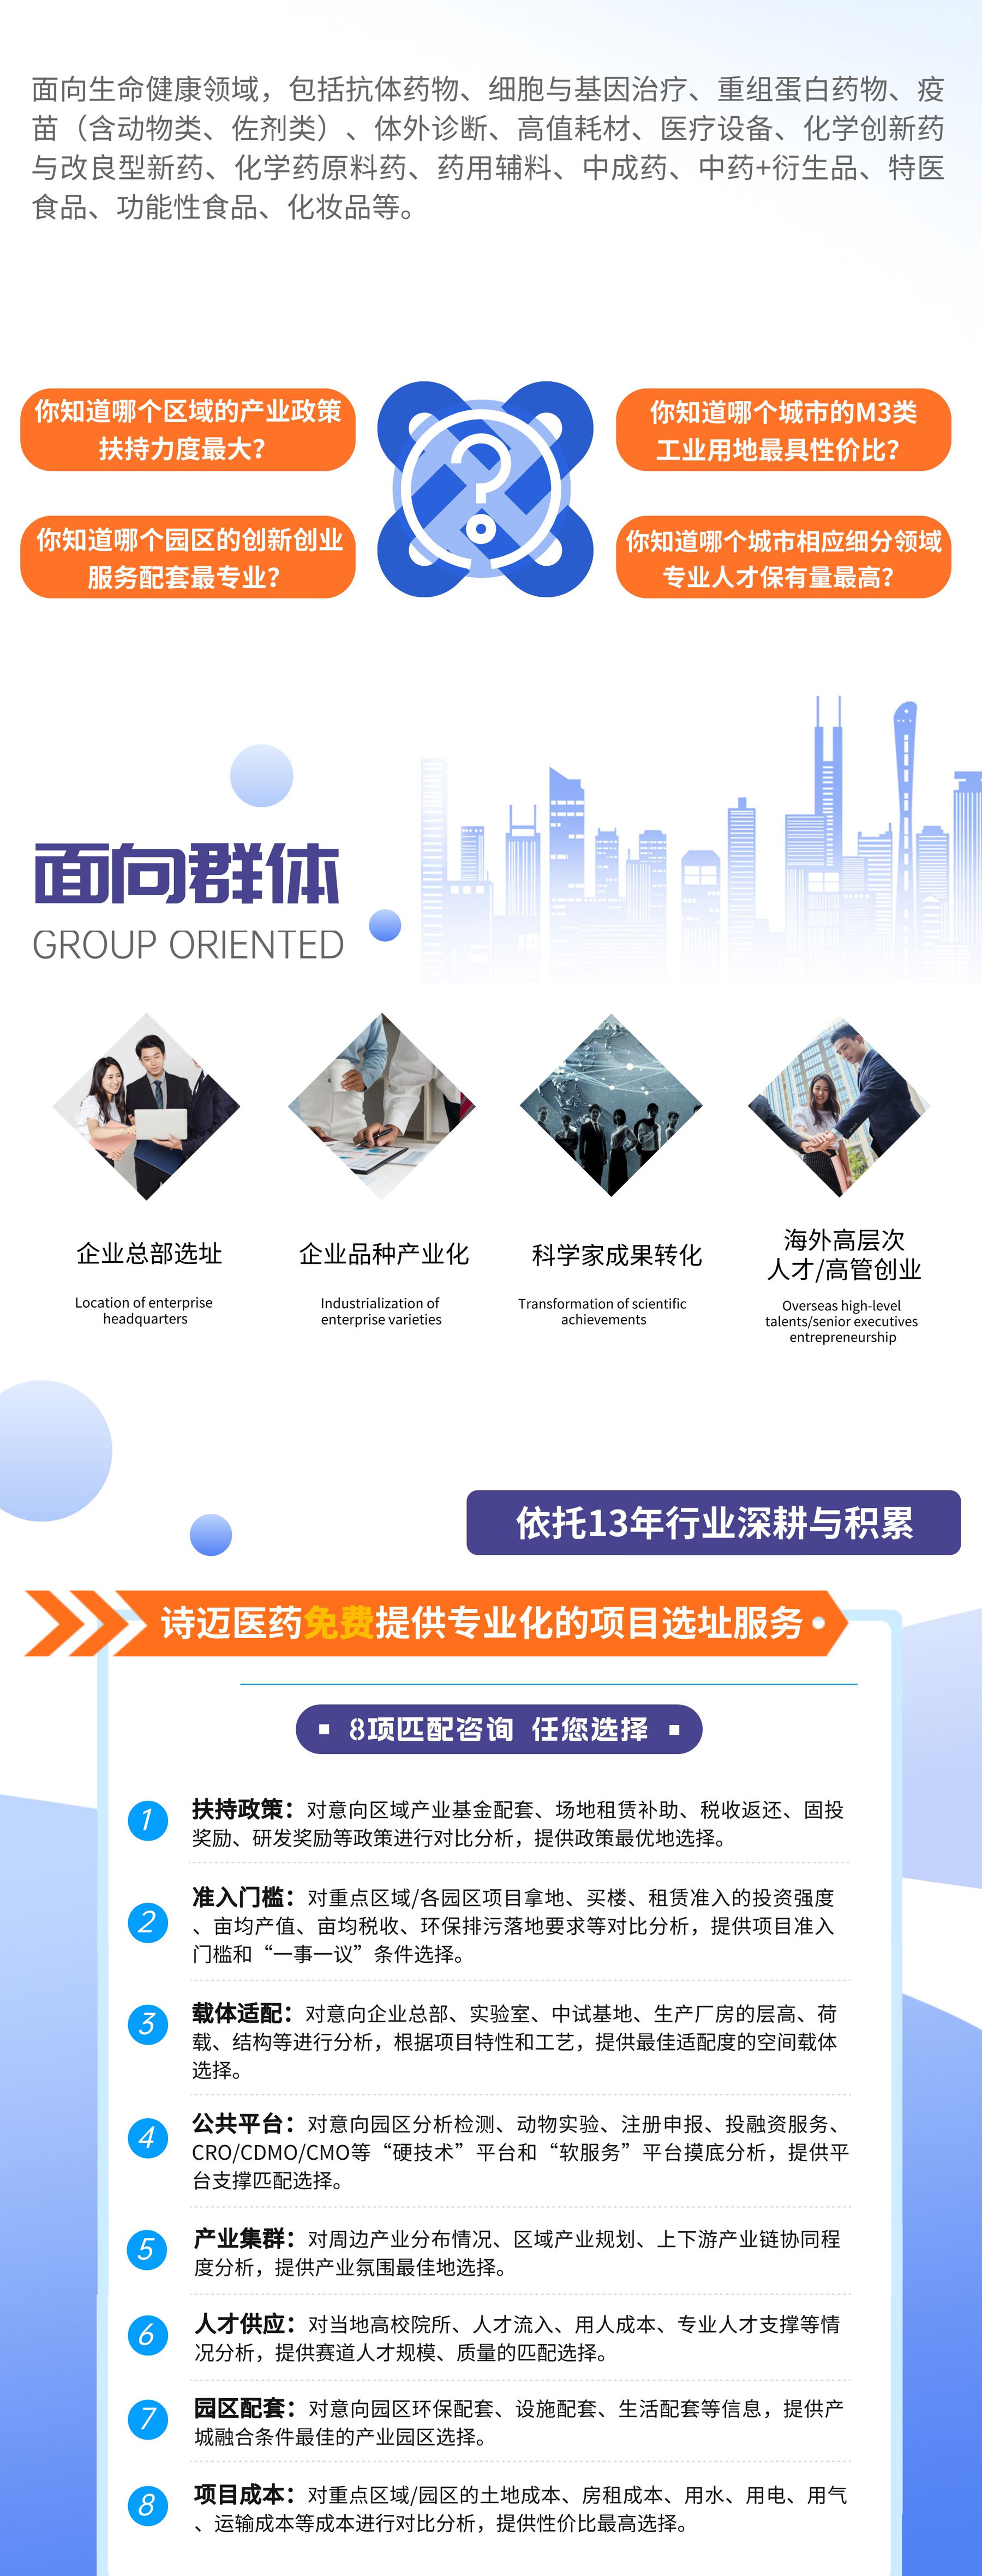 面向生命健康领域，包括抗体药物、细胞与基因治疗、重组蛋白药物、疫
苗（含动物类、佐剂类）、体外诊断、高值耗材、医疗设备、化学创新药
与改良型新药、化学药原料药、药用辅料、中成药、中药+衍生品、特医
食品、功能性食品、化妆品等。
你知道哪个区域的产业政策
扶持力度最大？
你知道哪个城市的M3类
工业用地最具性价比？
你知道哪个园区的创新创业
服务配套最专业？
你知道哪个城市相应细分领域
专业人才保有量最高？
面向群体
GROUP ORIENTED
企业总部选址
Location of enterprise
headquarters
企业品种产业化
Industrialization of
enterprise varieties
科学家成果转化
Transformation of scientific
achievements
海外高层次
人才/高管创业
Overseas high-level
talents/senior executives
entrepreneurship
依托13年行业深耕与积累
诗迈医药免费提供专业化的项目选址服务
8项匹配咨询 任您选择
1
扶持政策：对意向区域产业基金配套、场地租赁补助、税收返还、固投
奖励、研发奖励等政策进行对比分析，提供政策最优地选择。
2
准入门槛：对重点区域/各园区项目拿地、买楼、租赁准入的投资强度
、亩均产值、亩均税收、环保排污落地要求等对比分析，提供项目准入
门槛和“一事一议”条件选择。
3
载体适配：对意向企业总部、实验室、中试基地、生产厂房的层高、荷
载、结构等进行分析，根据项目特性和工艺，提供最佳适配度的空间载体
选择。
4
公共平台：对意向园区分析检测、动物实验、注册申报、投融资服务、
CRO/CDMO/CMO等“硬技术”平台和“软服务”平台摸底分析，提供平
台支撑匹配选择。
5
产业集群：对周边产业分布情况、区域产业规划、上下游产业链协同程
度分析，提供产业氛围最佳地选择。
6
人才供应：对当地高校院所、人才流入、用人成本、专业人才支撑等情
况分析，提供赛道人才规模、质量的匹配选择。
7
园区配套：对意向园区环保配套、设施配套、生活配套等信息，提供产
城融合条件最佳的产业园区选择。
8
项目成本：对重点区域/园区的土地成本、房租成本、用水、用电、用气
、运输成本等成本进行对比分析，提供性价比最高选择。